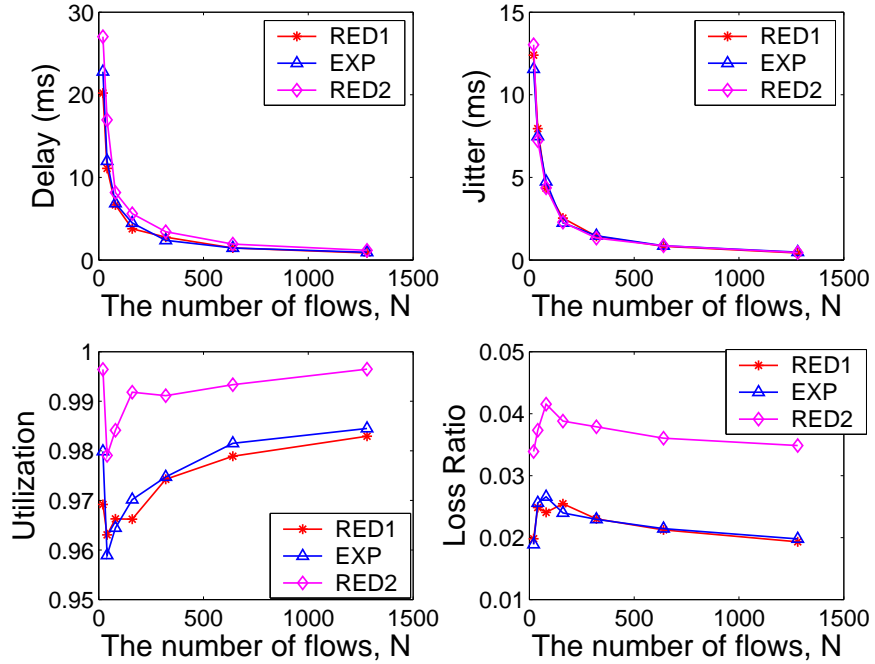 30
20
10
0
Delay (ms)
RED1
EXP
RED2
0
500
1000
1500
The number of flows, N
15
10
5
0
Jitter (ms)
RED1
EXP
RED2
0
500
1000
1500
The number of flows, N
1
0.99
0.98
0.97
0.96
0.95
Utilization
RED1
EXP
RED2
0
500
1000
1500
The number of flows, N
0.05
0.04
0.03
0.02
0.01
Loss Ratio
RED1
EXP
RED2
0
500
1000
1500
The number of flows, N